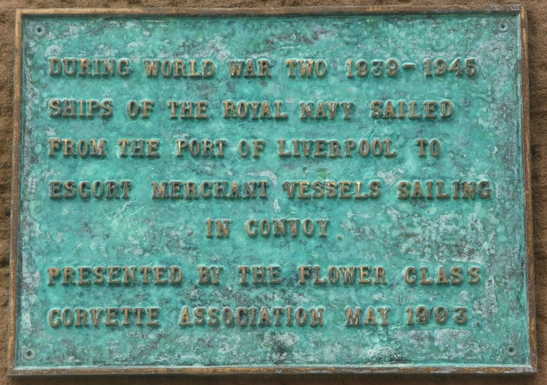 DURING WORLD WAR TWO 1939-1945
SHIPS OF THE ROYAL NAVY SAILED
FROM THE PORT OF LIVERPOOL TO
ESCORT MERCHANT VESSELS SAILING
IN CONVOY.
PRESENTED BY THE FLOWER CLASS
CORVETTE ASSOCIATION MAY 1993.